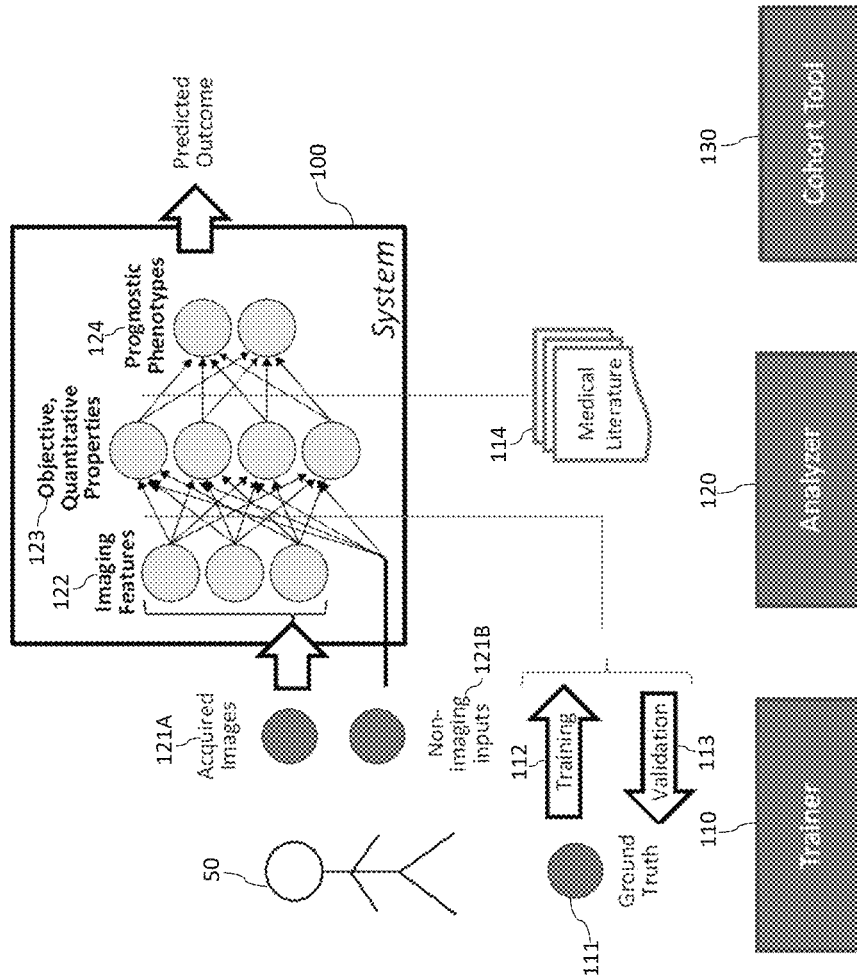 Predicted
Outcome
100
System
124
Prognostic
Phenotypes
123
Objective,
Quantitative
Properties
122
Imaging
Features
121A
Acquired
Images
121B
Non-
imaging
inputs
50
112
Training
113
Validation
111
Ground
Truth
114
Medical
Literature
110
Trainer
120
Analyzer
130
Cohort Tool